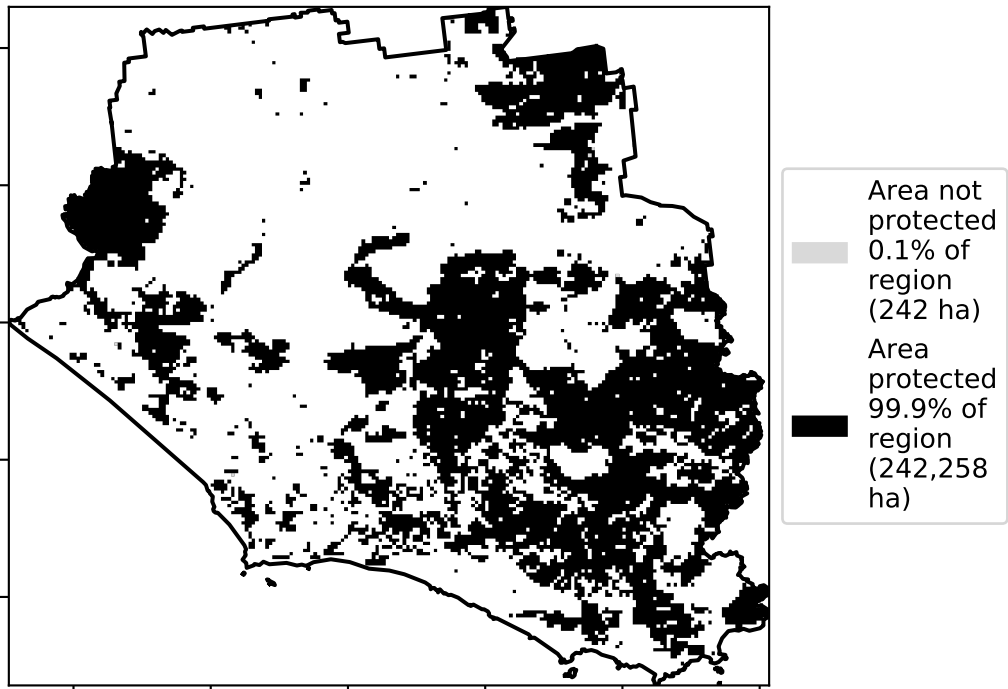 Area not
protected
0.1% of
region
(242 ha)
Area
protected
99.9% of
region
(242,258
ha)